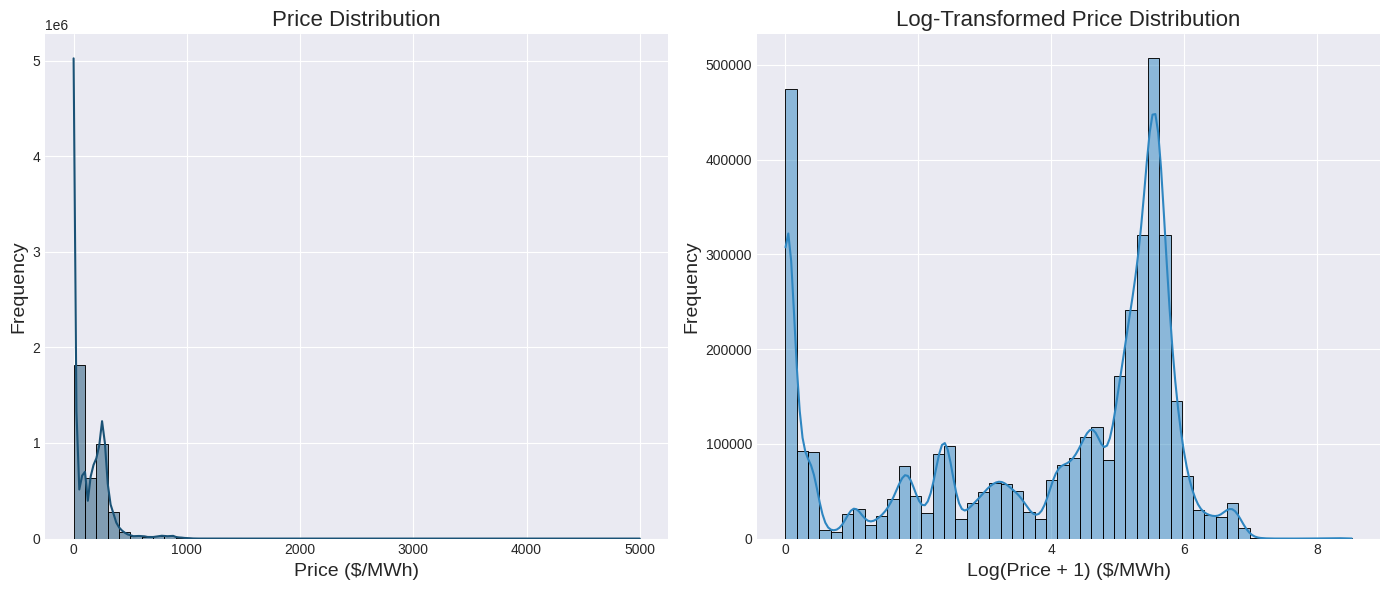 Price Distribution
1e6
5
4
3
2
1
0
Frequency
0 1000 2000 3000 4000 5000
Price ($/MWh)
Log-Transformed Price Distribution
500000
400000
300000
200000
100000
0
Frequency
0 2 4 6 8
Log(Price + 1) ($/MWh)